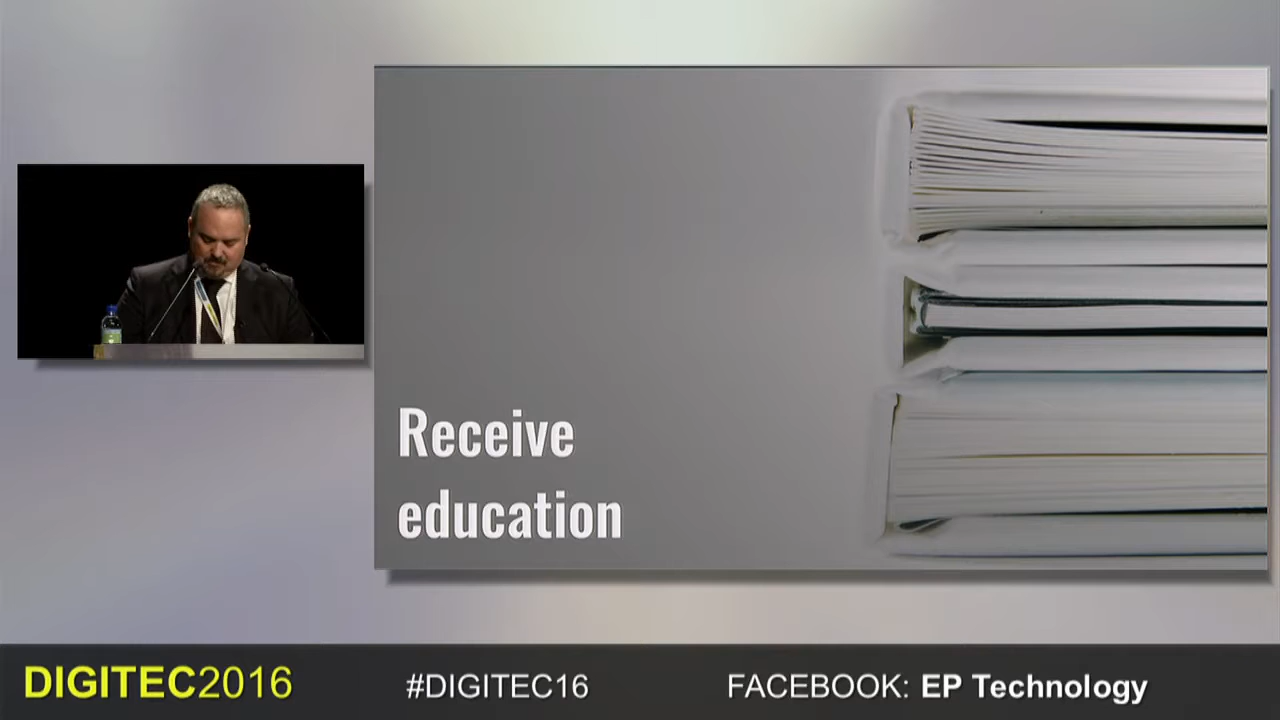 Receive
education
DIGITEC2016
#DIGITEC16
FACEBOOK: EP Technology